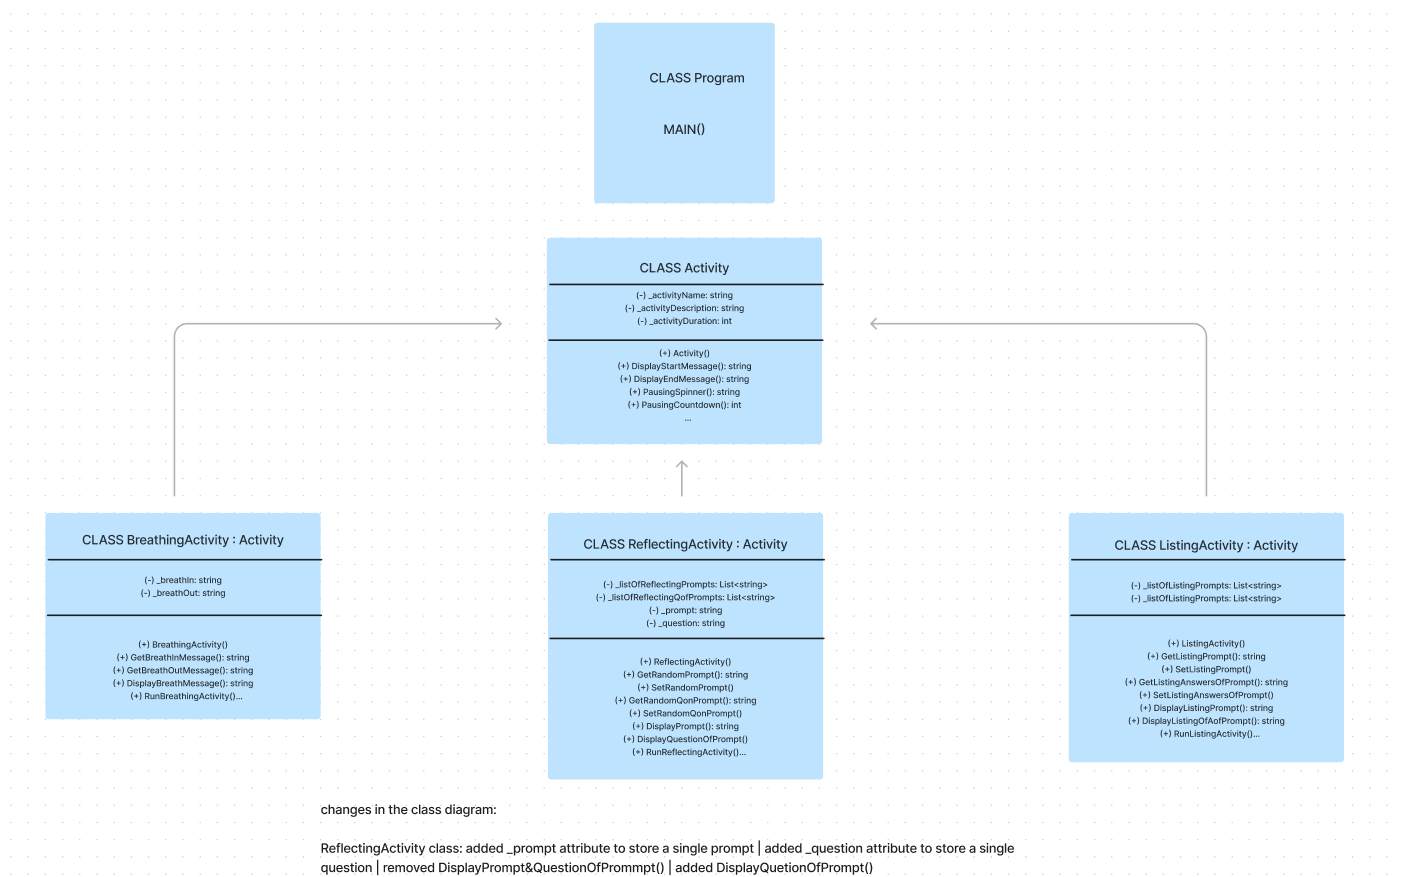 CLASS Program
MAIN()
CLASS Activity
(-) _activityName: string
(-) _activityDescription: string
(-) _activityDuration: int
(+) Activity()
(+) DisplayStartMessage(): string
(+) DisplayEndMessage(): string
(+) PausingSpinner(): string
(+) PausingCountdown(): int
...
CLASS BreathingActivity : Activity
(-) _breathIn: string
(-) _breathOut: string
(+) BreathingActivity()
(+) GetBreathInMessage(): string
(+) GetBreathOutMessage(): string
(+) DisplayBreathMessage(): string
(+) RunBreathingActivity()...
CLASS ReflectingActivity : Activity
(-) _listOfReflectingPrompts: List<string>
(-) _listOfReflectingQofPrompts: List<string>
(-) _prompt: string
(-) _question: string
(+) ReflectingActivity()
(+) GetRandomPrompt(): string
(+) SetRandomPrompt()
(+) GetRandomQonPrompt(): string
(+) SetRandomQonPrompt()
(+) DisplayPrompt(): string
(+) DisplayQuestionOfPrompt()
(+) RunReflectingActivity()...
CLASS ListingActivity : Activity
(-) _listOfListingPrompts: List<string>
(-) _listOfListingPrompts: List<string>
(+) ListingActivity()
(+) GetListingPrompt(): string
(+) SetListingPrompt()
(+) GetListingAnswersOfPrompt(): string
(+) SetListingAnswersOfPrompt()
(+) DisplayListingPrompt(): string
(+) DisplayListingOfAofPrompt(): string
(+) RunListingActivity()...
changes in the class diagram:
ReflectingActivity class: added _prompt attribute to store a single prompt | added _question attribute to store a single
question | removed DisplayPrompt&QuestionOfPrommpt() | added DisplayQuetionOfPrompt()